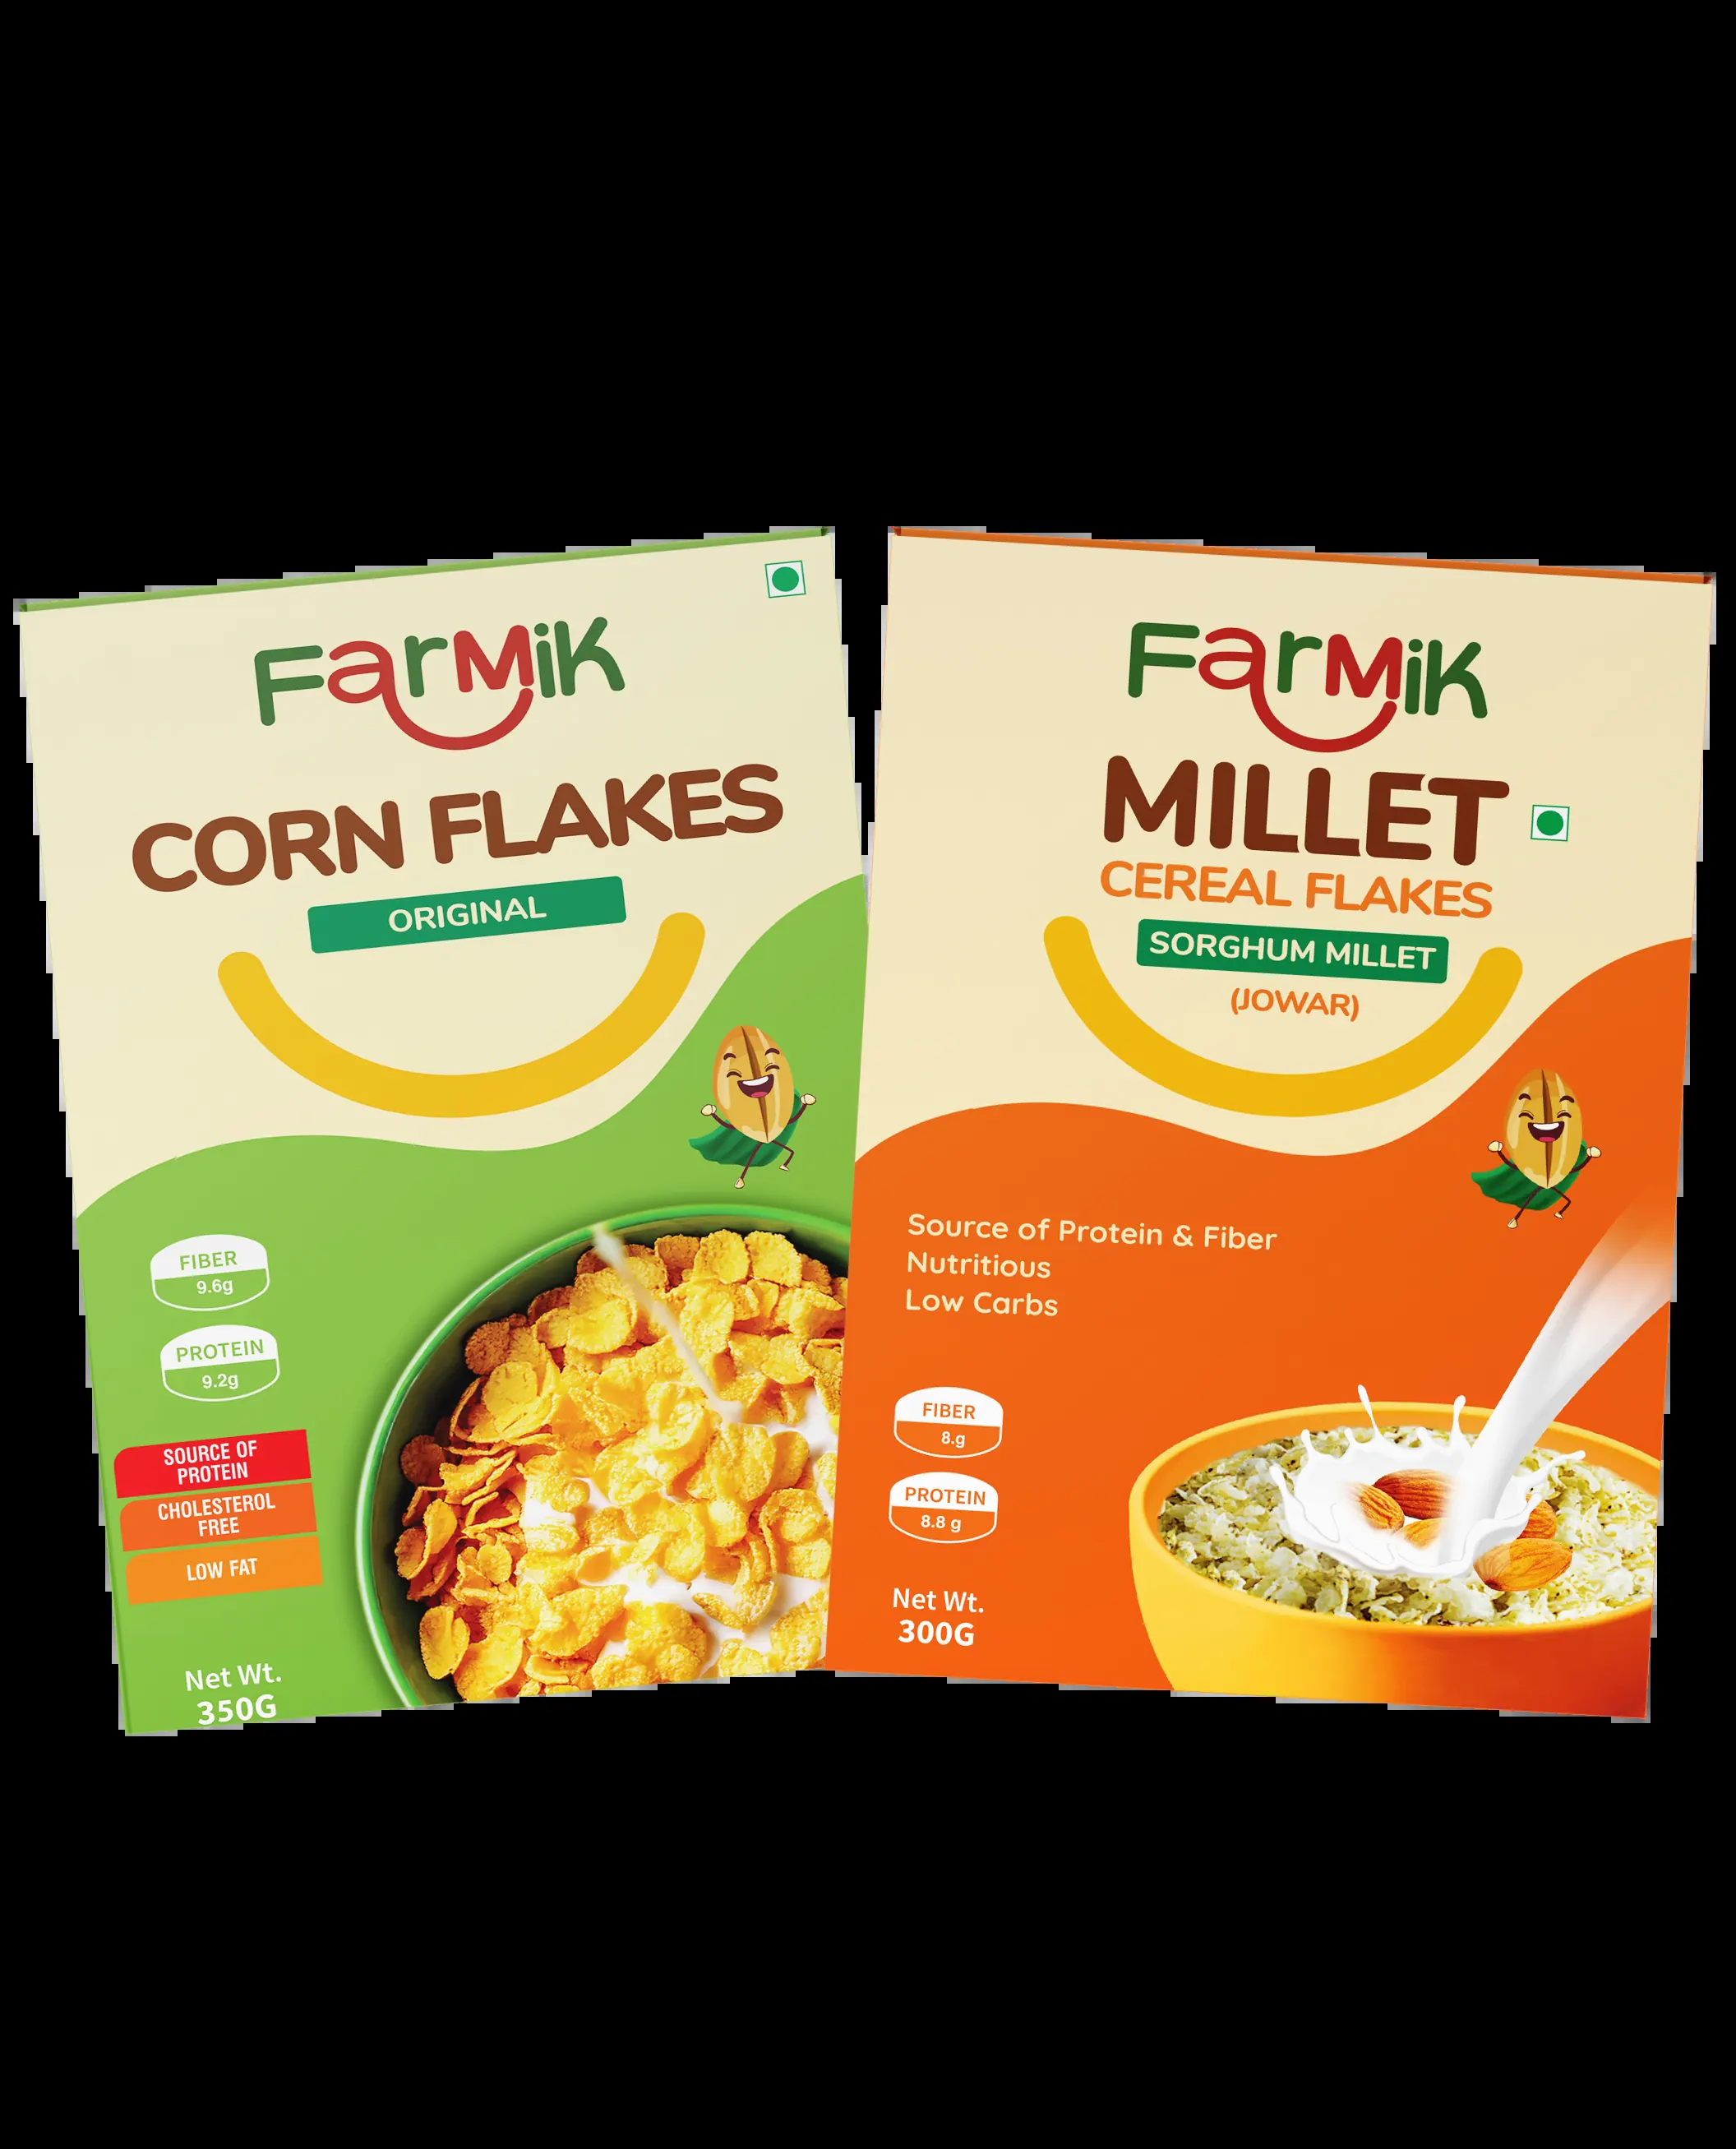 FarMiK
CORN FLAKES
ORIGINAL
FIBER
9.6g
PROTEIN
9.2g
SOURCE OF
PROTEIN
CHOLESTEROL
FREE
LOW FAT
Net Wt.
350G
FarMiK
MILLET
CEREAL FLAKES
SORGHUM MILLET
(JOWAR)
Source of Protein & Fiber
Nutritious
Low Carbs
FIBER
8.g
PROTEIN
8.8 g
Net Wt.
300G